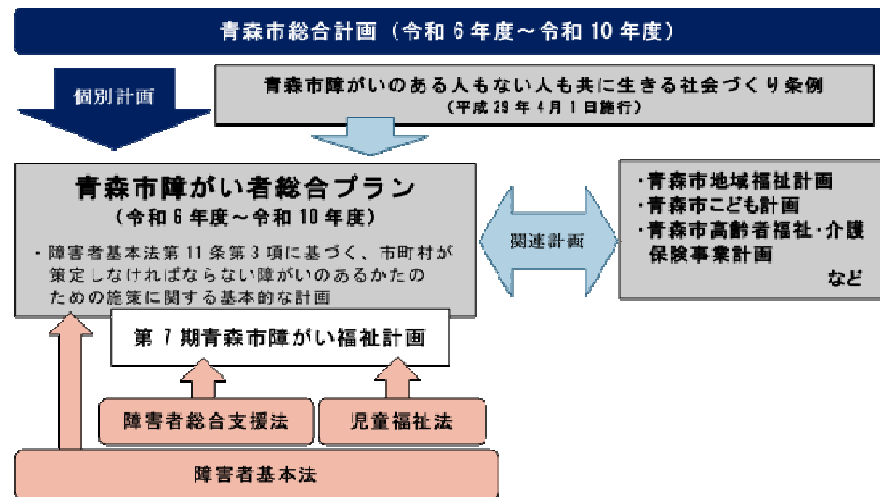 青森市総合計画（令和6年度～令和10年度）
個別計画
青森市障がいのある人もない人も共に生きる社会づくり条例
（平成29年4月1日施行）
青森市障がい者総合プラン
（令和6年度～令和10年度）
・障害者基本法第11条第3項に基づく、市町村が
策定しなければならない障がいのあるかたの
ための施策に関する基本的な計画
関連計画
・青森市地域福祉計画
・青森市こども計画
・青森市高齢者福祉・介護
保険事業計画
など
第7期青森市障がい福祉計画
障害者総合支援法
児童福祉法
障害者基本法